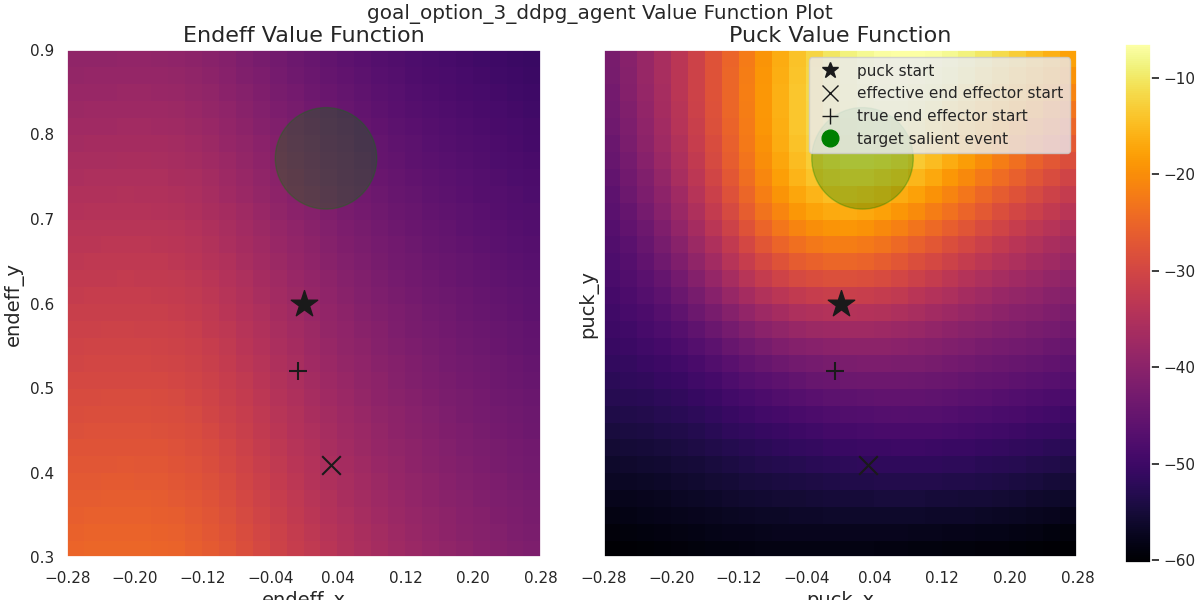 goal_option_3_ddpg_agent Value Function Plot
Endeff Value Function
Puck Value Function
puck start
effective end effector start
true end effector start
target salient event
endeff_y
0.9
0.8
0.7
0.6
0.5
0.4
0.3
−0.28 −0.20 −0.12 −0.04 0.04 0.12 0.20 0.28
endeff_x
puck_y
−0.28 −0.20 −0.12 −0.04 0.04 0.12 0.20 0.28
puck_x
−10
−20
−30
−40
−50
−60